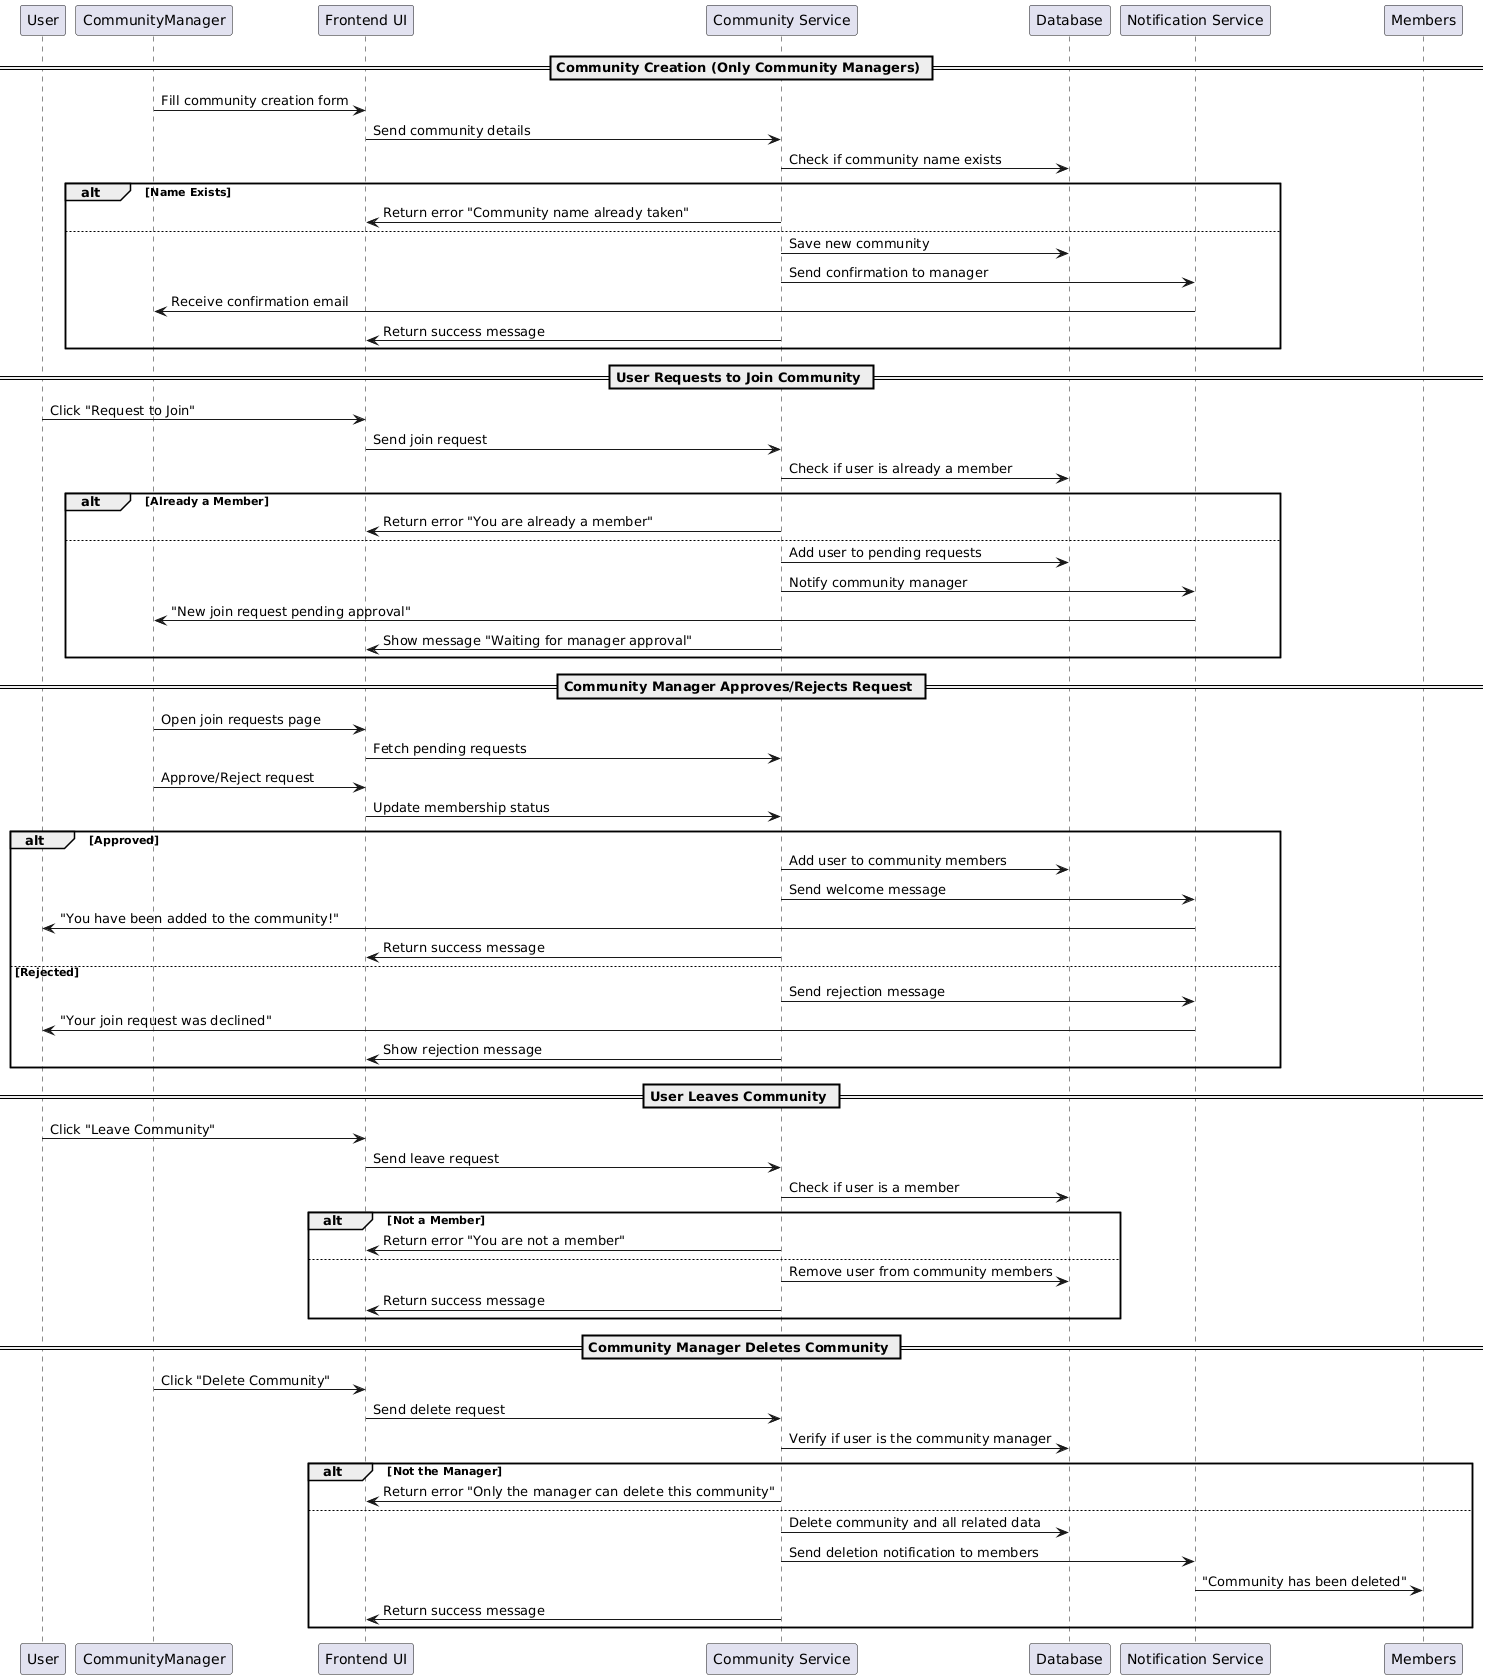 User CommunityManager Frontend UI Community Service Database Notification Service Members
Community Creation (Only Community Managers)
Fill community creation form
Send community details
Check if community name exists
alt [Name Exists]
Return error "Community name already taken"
Save new community
Send confirmation to manager
Receive confirmation email
Return success message
User Requests to Join Community
Click "Request to Join"
Send join request
Check if user is already a member
alt [Already a Member]
Return error "You are already a member"
Add user to pending requests
Notify community manager
"New join request pending approval"
Show message "Waiting for manager approval"
Community Manager Approves/Rejects Request
Open join requests page
Fetch pending requests
Approve/Reject request
Update membership status
alt [Approved]
Add user to community members
Send welcome message
"You have been added to the community!"
Return success message
[Rejected]
Send rejection message
"Your join request was declined"
Show rejection message
User Leaves Community
Click "Leave Community"
Send leave request
Check if user is a member
alt [Not a Member]
Return error "You are not a member"
Remove user from community members
Return success message
Community Manager Deletes Community
Click "Delete Community"
Send delete request
Verify if user is the community manager
alt [Not the Manager]
Return error "Only the manager can delete this community"
Delete community and all related data
Send deletion notification to members
"Community has been deleted"
Return success message
User CommunityManager Frontend UI Community Service Database Notification Service Members